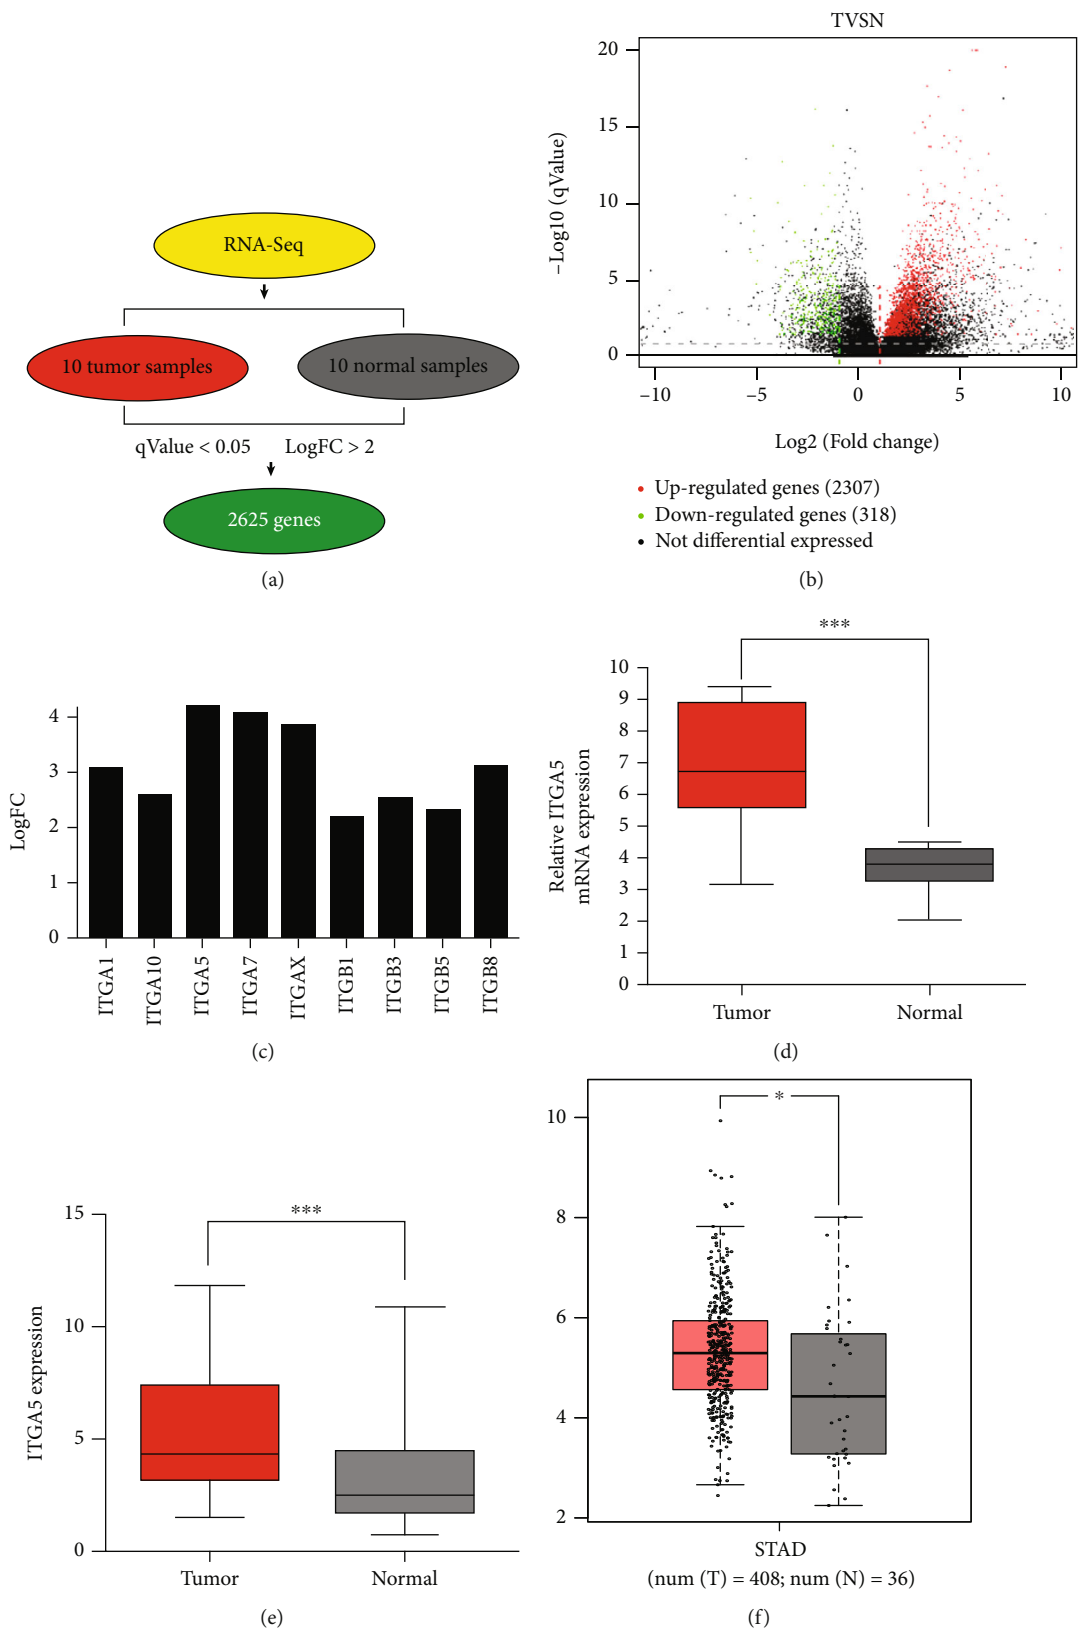 RNA-Seq
10 tumor samples
10 normal samples
qValue < 0.05
LogFC > 2
2625 genes
(a)
TVSN
−Log10 (qValue)
20
15
10
5
0
−10
−5
0
5
10
Log2 (Fold change)
Up-regulated genes (2307)
Down-regulated genes (318)
Not differential expressed
(b)
LogFC
4
3
2
1
0
ITGA1
ITGA10
ITGA5
ITGA7
ITGAX
ITGB1
ITGB3
ITGB5
ITGB8
(c)
***
Relative ITGA5
mRNA expression
10
9
8
7
6
5
4
3
2
1
0
Tumor
Normal
(d)
***
ITGA5 expression
15
10
5
0
Tumor
Normal
(e)
*
10
8
6
4
2
STAD
(num (T) = 408; num (N) = 36)
(f)